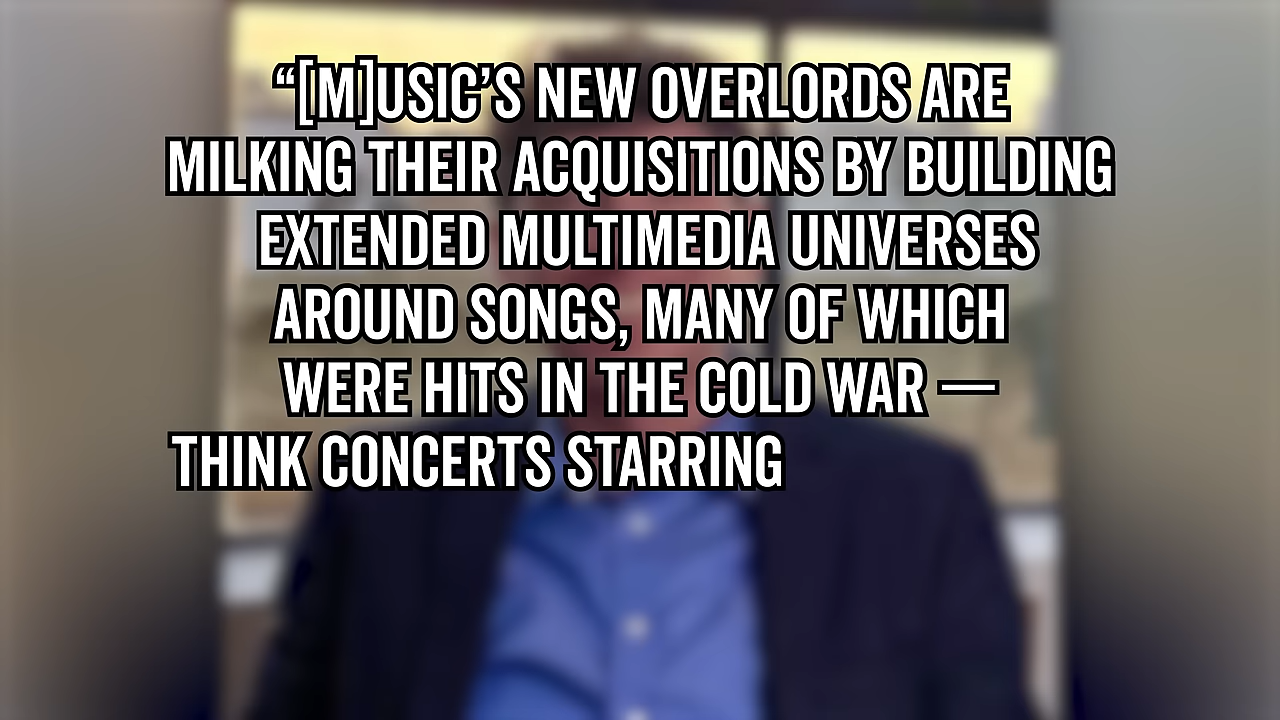 “[M]USIC’S NEW OVERLORDS ARE
MILKING THEIR ACQUISITIONS BY BUILDING
EXTENDED MULTIMEDIA UNIVERSES
AROUND SONGS, MANY OF WHICH
WERE HITS IN THE COLD WAR —
THINK CONCERTS STARRING